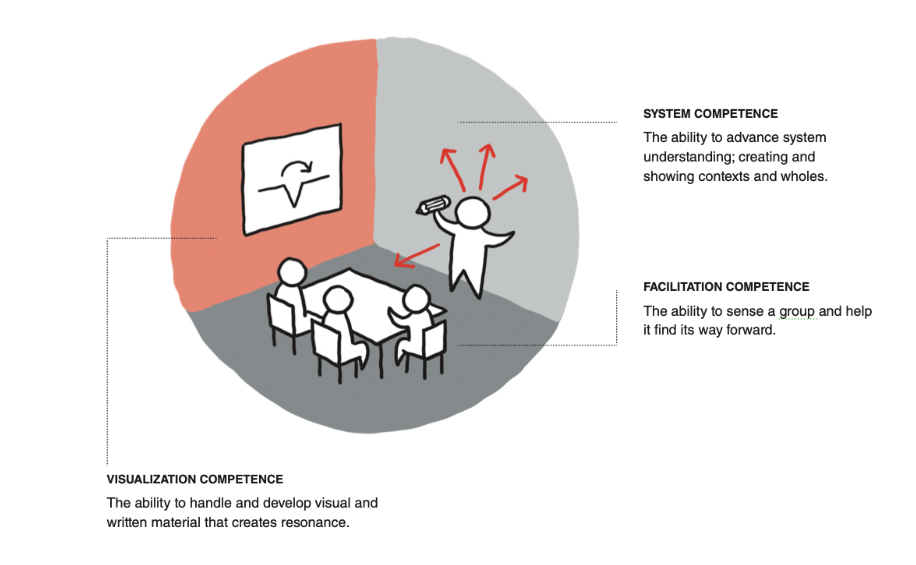 SYSTEM COMPETENCE
The ability to advance system
understanding; creating and
showing contexts and wholes.
FACILITATION COMPETENCE
The ability to sense a group and help
it find its way forward.
VISUALIZATION COMPETENCE
The ability to handle and develop visual and
written material that creates resonance.